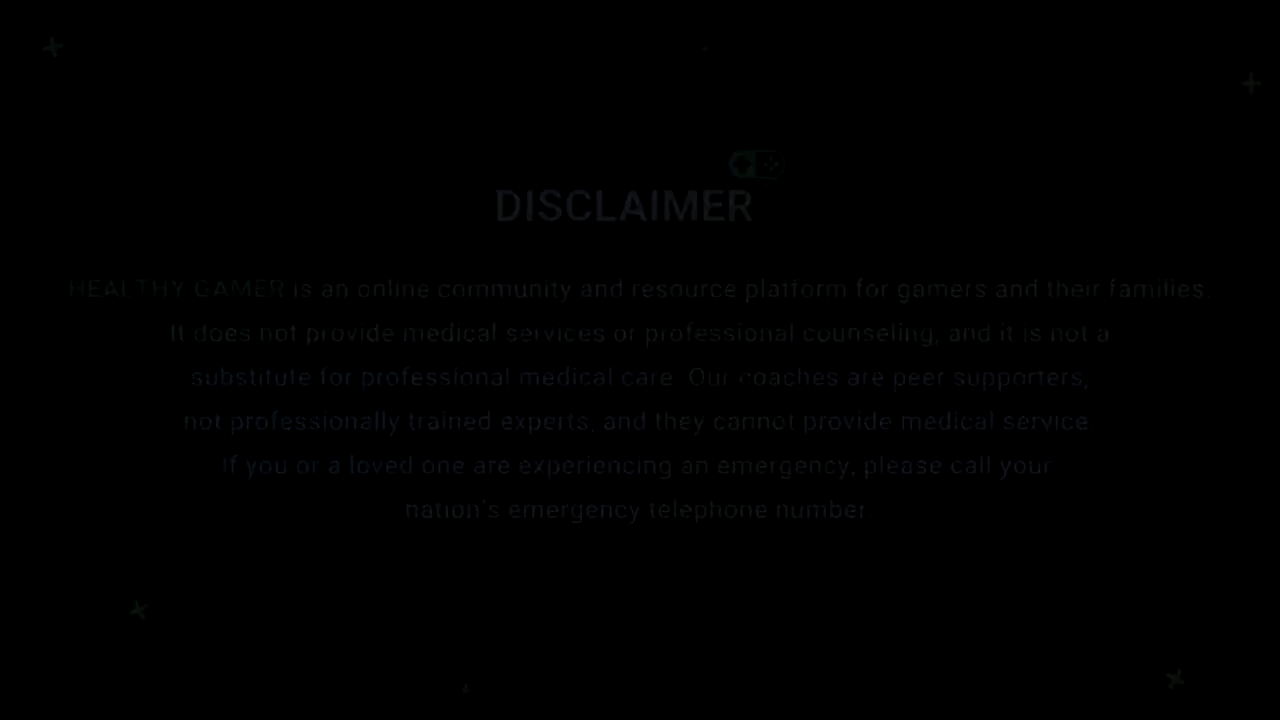 DISCLAIMER
HEALTHY GAMER is an online community and resource platform for gamers and their families.
It does not provide medical services or professional counseling, and it is not a
substitute for professional medical care. Our coaches are peer supporters,
not professionally trained experts, and they cannot provide medical service
If you or a loved one are experiencing an emergency, please call your
nation's emergency telephone number